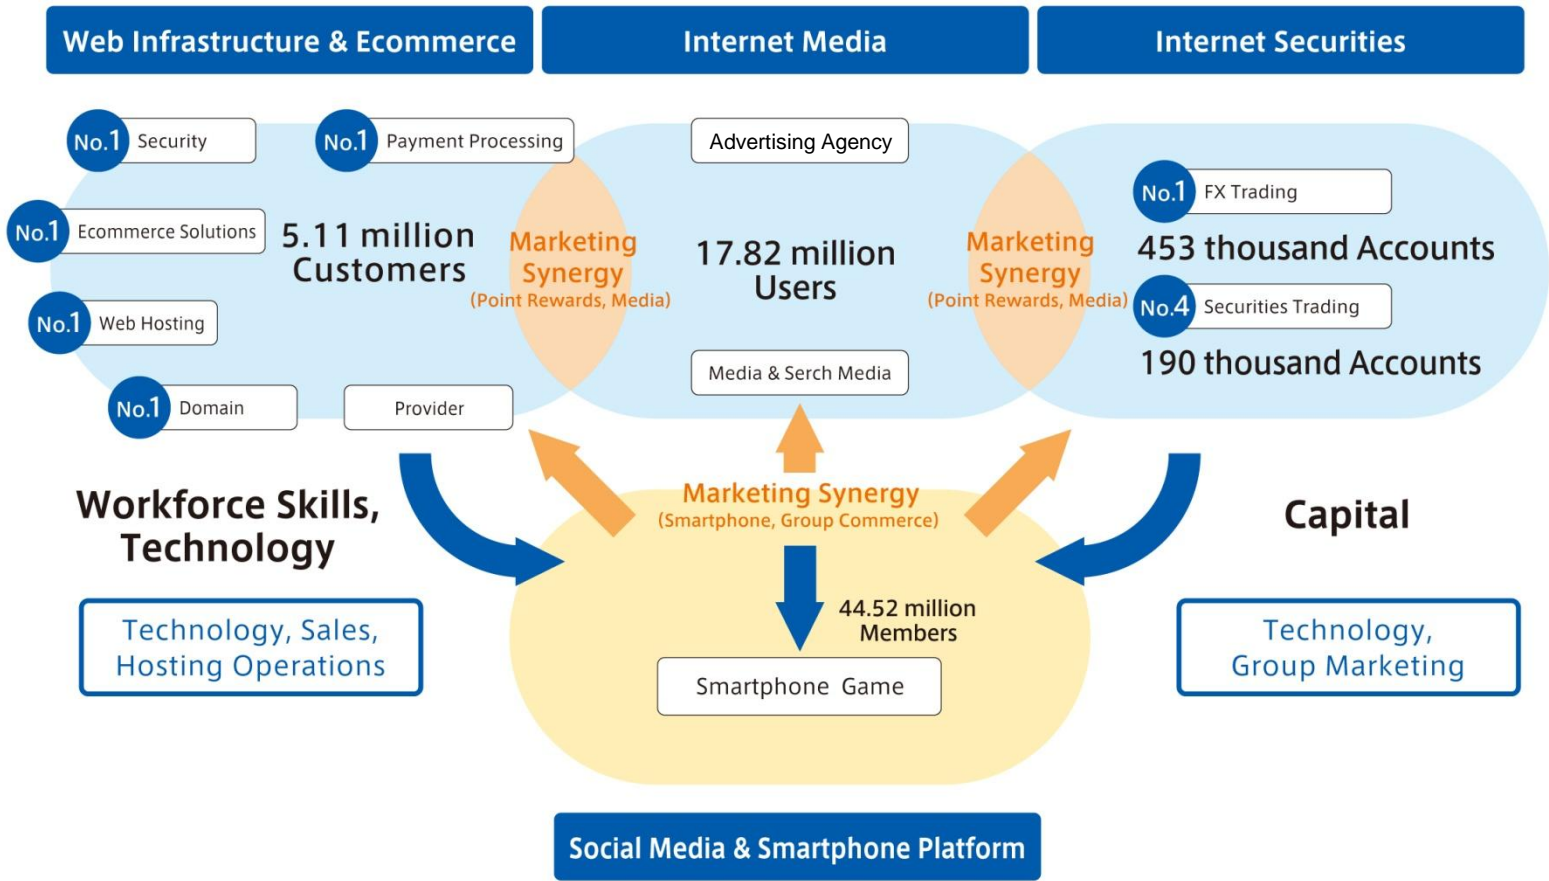 Web Infrastructure & Ecommerce
Internet Media
Internet Securities
No.1 Security
No.1 Payment Processing
No.1 Ecommerce Solutions
5.11 million
Customers
No.1 Web Hosting
No.1 Domain
Provider
Marketing
Synergy
(Point Rewards, Media)
Advertising Agency
17.82 million
Users
Media & Serch Media
Marketing
Synergy
(Point Rewards, Media)
No.1 FX Trading
453 thousand Accounts
No.4 Securities Trading
190 thousand Accounts
Workforce Skills,
Technology
Technology, Sales,
Hosting Operations
Marketing Synergy
(Smartphone, Group Commerce)
44.52 million
Members
Smartphone Game
Capital
Technology,
Group Marketing
Social Media & Smartphone Platform